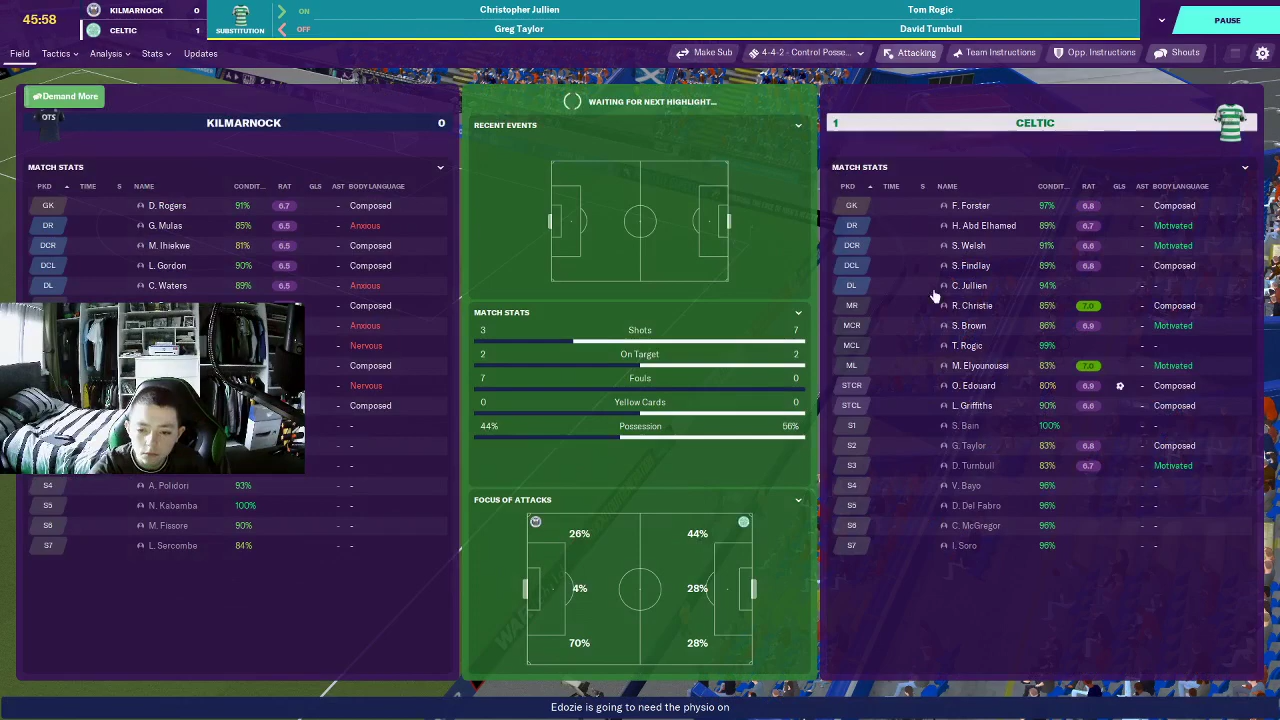 45:58
KILMARNOCK 0
CELTIC 1
SUBSTITUTION
ON
OFF
Christopher Jullien
Greg Taylor
Tom Rogic
David Turnbull
PAUSE
Field Tactics Analysis Stats Updates
Make Sub
4-4-2 - Control Posse...
Attacking
Team Instructions
Opp. Instructions
Shouts
Demand More
QTS
KILMARNOCK 0
MATCH STATS
PKD TIME S NAME CONDIT... RAT GLS AST BODY LANGUAGE
GK D. Rogers 91% 6.7 - Composed
DR G. Mulas 85% 6.5 - Anxious
DCR M. Ihiekwe 81% 6.5 - Composed
DCL L. Gordon 90% 6.5 - Composed
DL C. Waters 89% 6.5 - Anxious
- Composed
- Anxious
- Nervous
- Composed
- Nervous
- Composed
S4 A. Polidori 93% - -
S5 N. Kabamba 100% - -
S6 M. Fissore 90% - -
S7 L. Sercombe 84% - -
WAITING FOR NEXT HIGHLIGHT...
RECENT EVENTS
MATCH STATS
3 Shots 7
2 On Target 2
7 Fouls 0
0 Yellow Cards 0
44% Possession 56%
FOCUS OF ATTACKS
26% 44%
4% 28%
70% 28%
1 CELTIC
MATCH STATS
PKD TIME S NAME CONDIT... RAT GLS AST BODY LANGUAGE
GK F. Forster 97% 6.8 - Composed
DR H. Abd Elhamed 89% 6.7 - Motivated
DCR S. Welsh 91% 6.6 - Motivated
DCL S. Findlay 89% 6.8 - Composed
DL C. Jullien 94% - -
MR R. Christie 85% 7.0 - Composed
MCR S. Brown 86% 6.9 - Motivated
MCL T. Rogic 99% - -
ML M. Elyounoussi 83% 7.0 - Motivated
STCR O. Edouard 80% 6.9 - Composed
STCL L. Griffiths 90% 6.6 - Composed
S1 S. Bain 100% - -
S2 G. Taylor 83% 6.8 - Composed
S3 D. Turnbull 83% 6.7 - Motivated
S4 V. Bayo 96% - -
S5 D. Del Fabro 96% - -
S6 C. McGregor 96% - -
S7 I. Soro 96% - -
Edozie is going to need the physio on